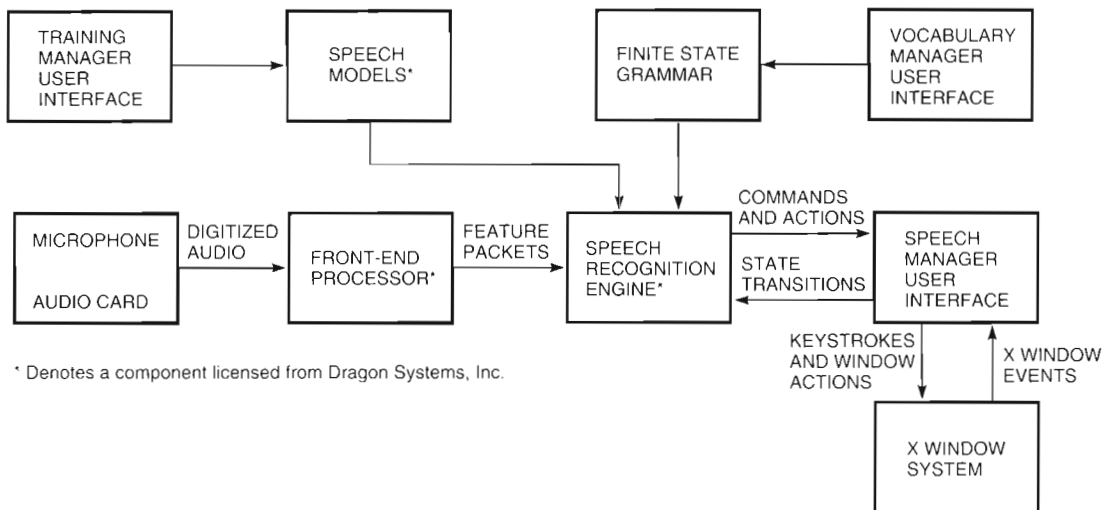 TRAINING
MANAGER
USER
INTERFACE
SPEECH
MODELS*
FINITE STATE
GRAMMAR
VOCABULARY
MANAGER
USER
INTERFACE
MICROPHONE
AUDIO CARD
DIGITIZED
AUDIO
FRONT-END
PROCESSOR*
FEATURE
PACKETS
SPEECH
RECOGNITION
ENGINE*
COMMANDS
AND ACTIONS
STATE
TRANSITIONS
SPEECH
MANAGER
USER
INTERFACE
KEYSTROKES
AND WINDOW
ACTIONS
X WINDOW
EVENTS
X WINDOW
SYSTEM
* Denotes a component licensed from Dragon Systems, Inc.